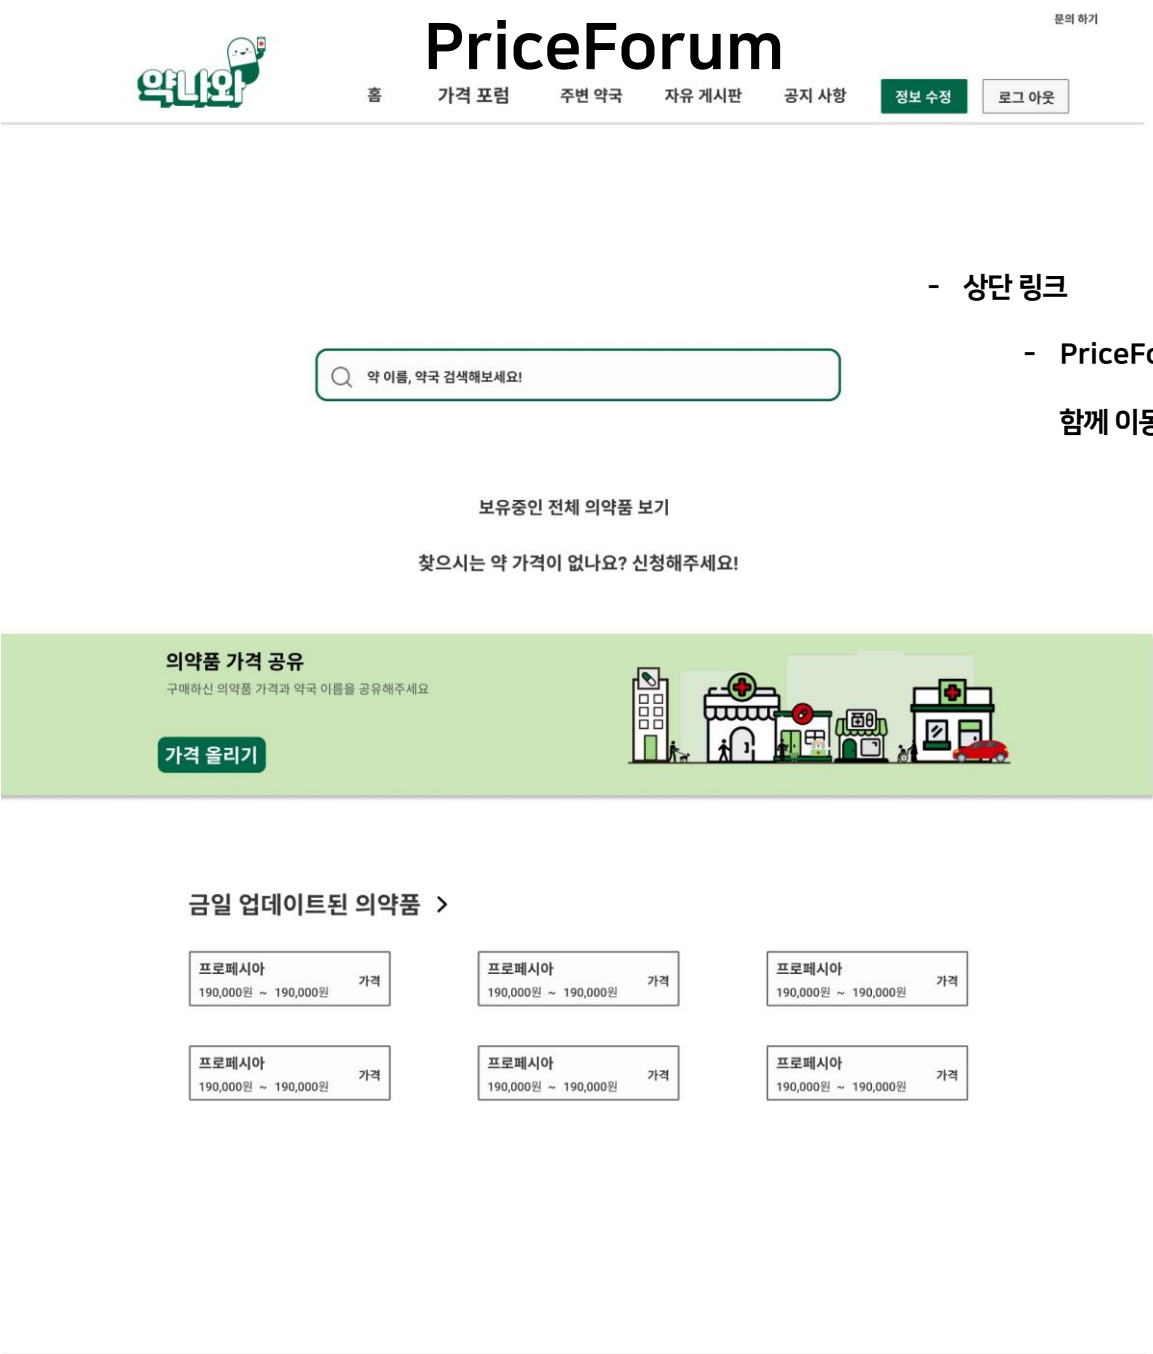 문의 하기
PriceForum
약나와
홈 가격 포럼 주변 약국 자유 게시판 공지 사항 정보 수정 로그 아웃
- 상단 링크
- PriceFo
약 이름, 약국 검색해보세요!
함께 이동
보유중인 전체 의약품 보기
찾으시는 약 가격이 없나요? 신청해주세요!
의약품 가격 공유
구매하신 의약품 가격과 약국 이름을 공유해주세요
가격 올리기
금일 업데이트된 의약품 >
프로페시아
190,000원 ~ 190,000원
가격
프로페시아
190,000원 ~ 190,000원
가격
프로페시아
190,000원 ~ 190,000원
가격
프로페시아
190,000원 ~ 190,000원
가격
프로페시아
190,000원 ~ 190,000원
가격
프로페시아
190,000원 ~ 190,000원
가격